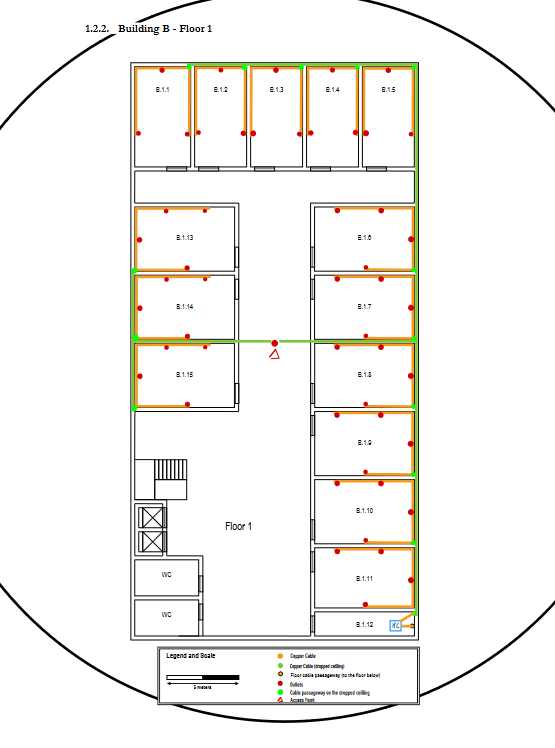 1.2.2. Building B - Floor 1
B.1.1
B.1.2
B.1.3
B.1.4
B.1.5
B.1.13
B.1.6
B.1.14
B.1.7
B.1.15
B.1.8
B.1.9
B.1.10
Floor 1
B.1.11
WC
WC
B.1.12
Legend and Scale
5 meters
Copper Cable
Copper Cable (dropped ceilling)
Floor cable passageway (to the floor below)
Outlets
Cable passageway on the dropped ceilling
Access Point